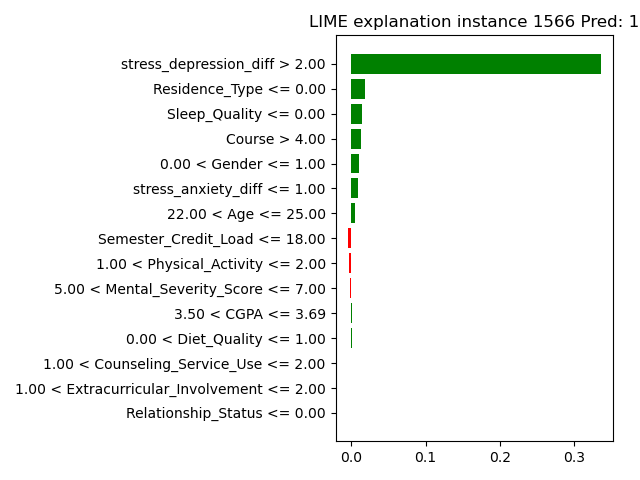 LIME explanation instance 1566 Pred: 1
stress_depression_diff > 2.00
Residence_Type <= 0.00
Sleep_Quality <= 0.00
Course > 4.00
0.00 < Gender <= 1.00
stress_anxiety_diff <= 1.00
22.00 < Age <= 25.00
Semester_Credit_Load <= 18.00
1.00 < Physical_Activity <= 2.00
5.00 < Mental_Severity_Score <= 7.00
3.50 < CGPA <= 3.69
0.00 < Diet_Quality <= 1.00
1.00 < Counseling_Service_Use <= 2.00
1.00 < Extracurricular_Involvement <= 2.00
Relationship_Status <= 0.00
0.0 0.1 0.2 0.3